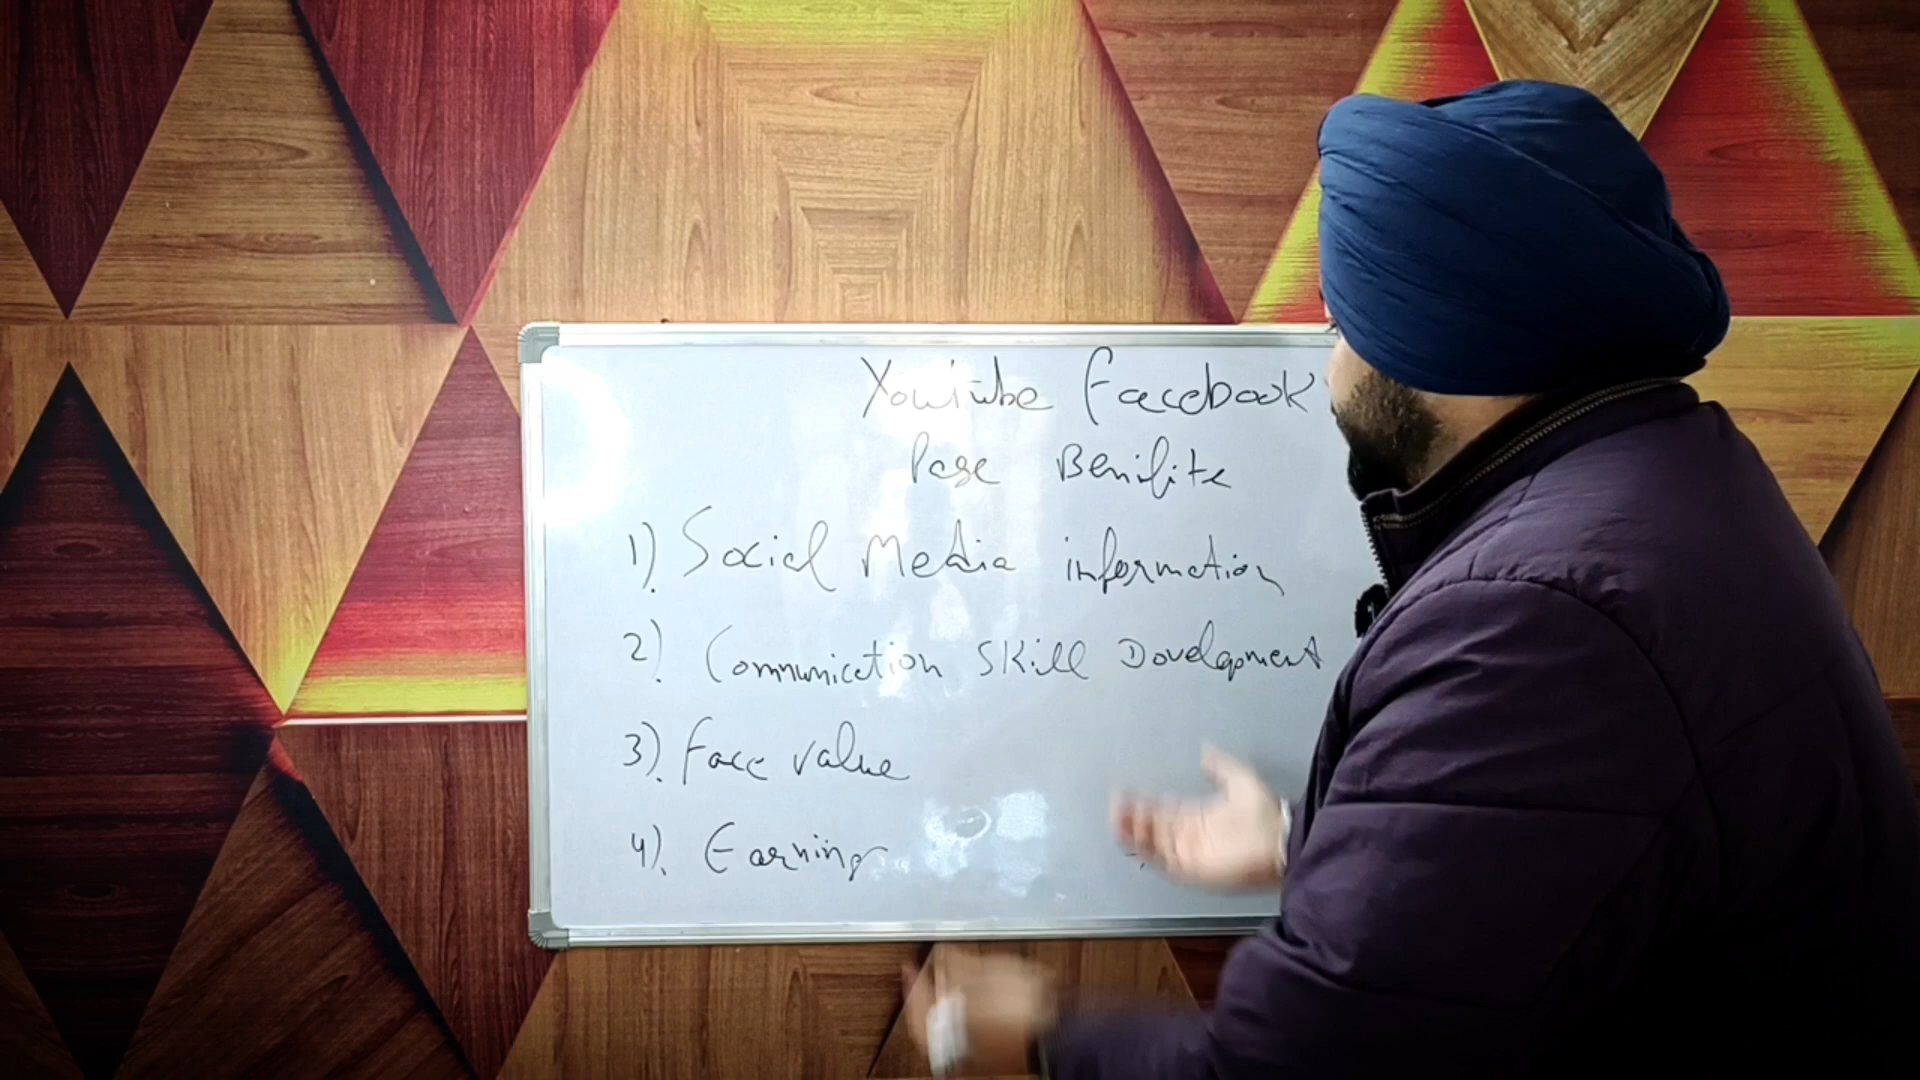 Youtube Facebook
Page Benifite
1). Social Media information
2). Communication Skill Dovelopment
3). Face value
4). Earning